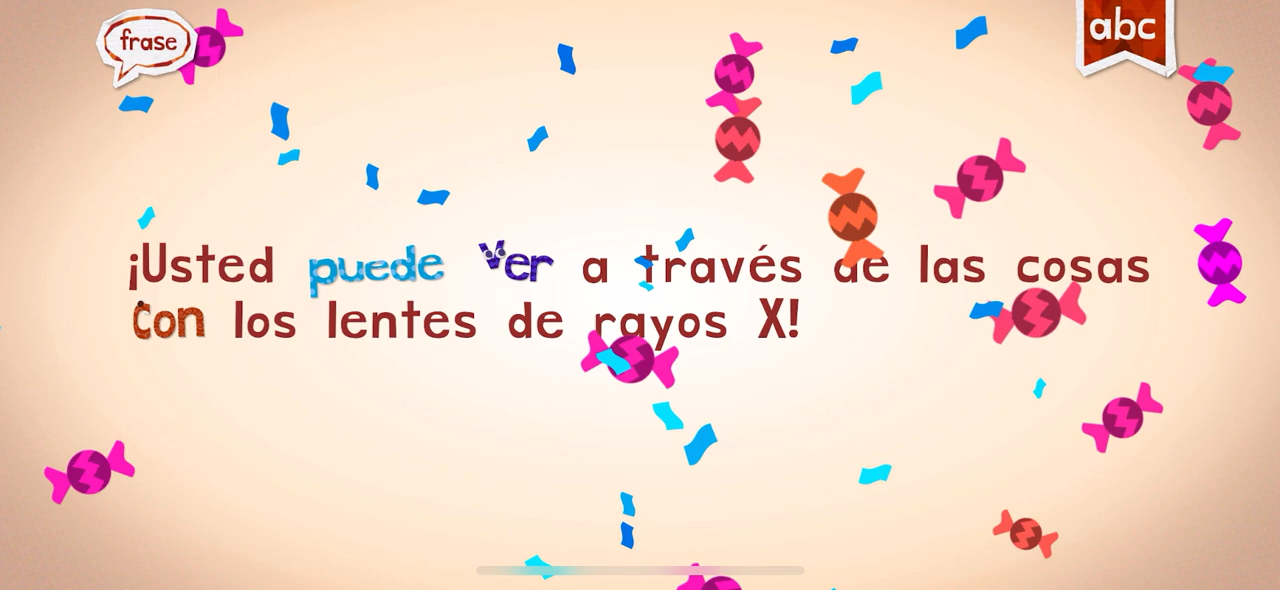 frase
abc
¡Usted puede ver a través de las cosas
con los lentes de rayos X!